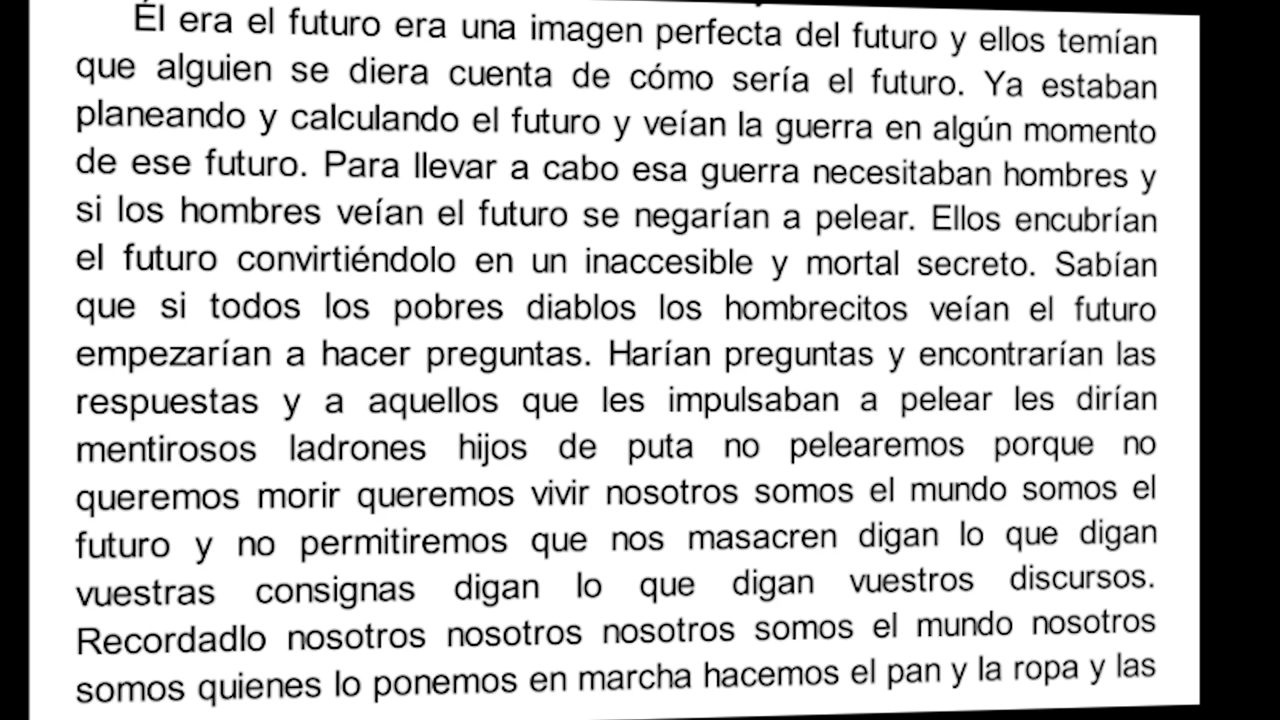 Él era el futuro era una imagen perfecta del futuro y ellos temían
que alguien se diera cuenta de cómo sería el futuro. Ya estaban
planeando y calculando el futuro y veían la guerra en algún momento
de ese futuro. Para llevar a cabo esa guerra necesitaban hombres y
si los hombres veían el futuro se negarían a pelear. Ellos encubrían
el futuro convirtiéndolo en un inaccesible y mortal secreto. Sabían
que si todos los pobres diablos los hombrecitos veían el futuro
empezarían a hacer preguntas. Harían preguntas y encontrarían las
respuestas y a aquellos que les impulsaban a pelear les dirían
mentirosos ladrones hijos de puta no pelearemos porque no
queremos morir queremos vivir nosotros somos el mundo somos el
futuro y no permitiremos que nos masacren digan lo que digan
vuestras consignas digan lo que digan vuestros discursos.
Recordadlo nosotros nosotros nosotros somos el mundo nosotros
somos quienes lo ponemos en marcha hacemos el pan y la ropa y las